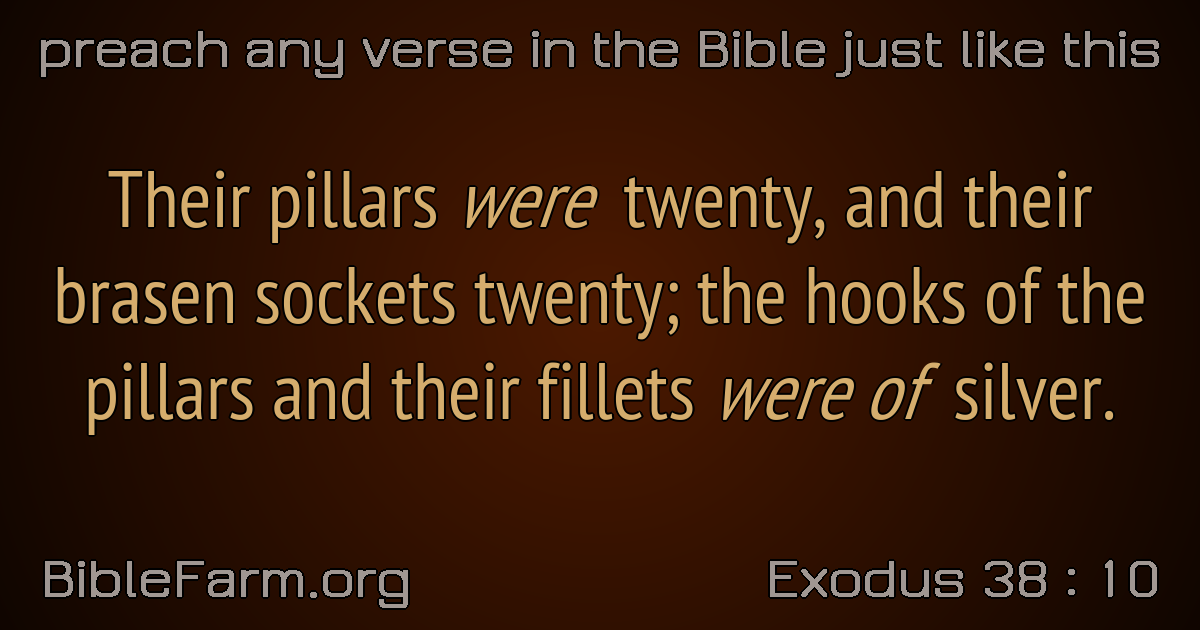 preach any verse in the Bible just like this
Their pillars were twenty, and their
brasen sockets twenty; the hooks of the
pillars and their fillets were of silver.
BibleFarm.org
Exodus 38 : 10